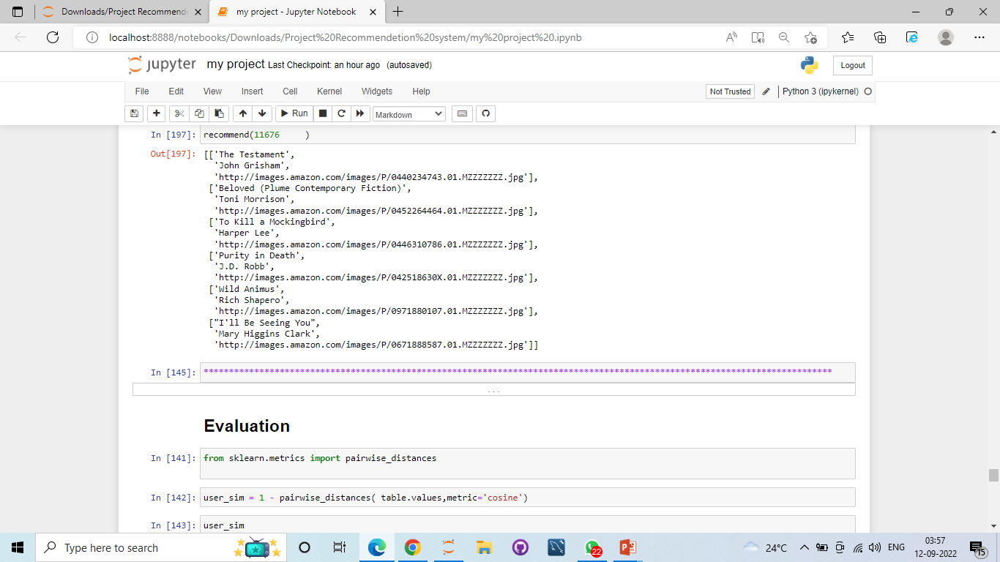 Downloads/Project Recommende
my project - Jupyter Notebook
localhost:8888/notebooks/Downloads/Project%20Recommendetion%20system/my%20project%20.ipynb
jupyter my project Last Checkpoint: an hour ago (autosaved)
Logout
File Edit View Insert Cell Kernel Widgets Help
Not Trusted
Python 3 (ipykernel)
Run
Markdown
In [197]: recommend(11676     )
Out[197]: [['The Testament',
'John Grisham',
'http://images.amazon.com/images/P/0440234743.01.MZZZZZZZ.jpg'],
['Beloved (Plume Contemporary Fiction)',
'Toni Morrison',
'http://images.amazon.com/images/P/0452264464.01.MZZZZZZZ.jpg'],
['To Kill a Mockingbird',
'Harper Lee',
'http://images.amazon.com/images/P/0446310786.01.MZZZZZZZ.jpg'],
['Purity in Death',
'J.D. Robb',
'http://images.amazon.com/images/P/042518630X.01.MZZZZZZZ.jpg'],
['Wild Animus',
'Rich Shapero',
'http://images.amazon.com/images/P/0971880107.01.MZZZZZZZ.jpg'],
["I'll Be Seeing You",
'Mary Higgins Clark',
'http://images.amazon.com/images/P/0671888587.01.MZZZZZZZ.jpg']]
In [145]: ****************************************************************************************************************************
...
Evaluation
In [141]: from sklearn.metrics import pairwise_distances
In [142]: user_sim = 1 - pairwise_distances( table.values,metric='cosine')
In [143]: user_sim
Type here to search
22
24°C
ENG
03:57
12-09-2022
15